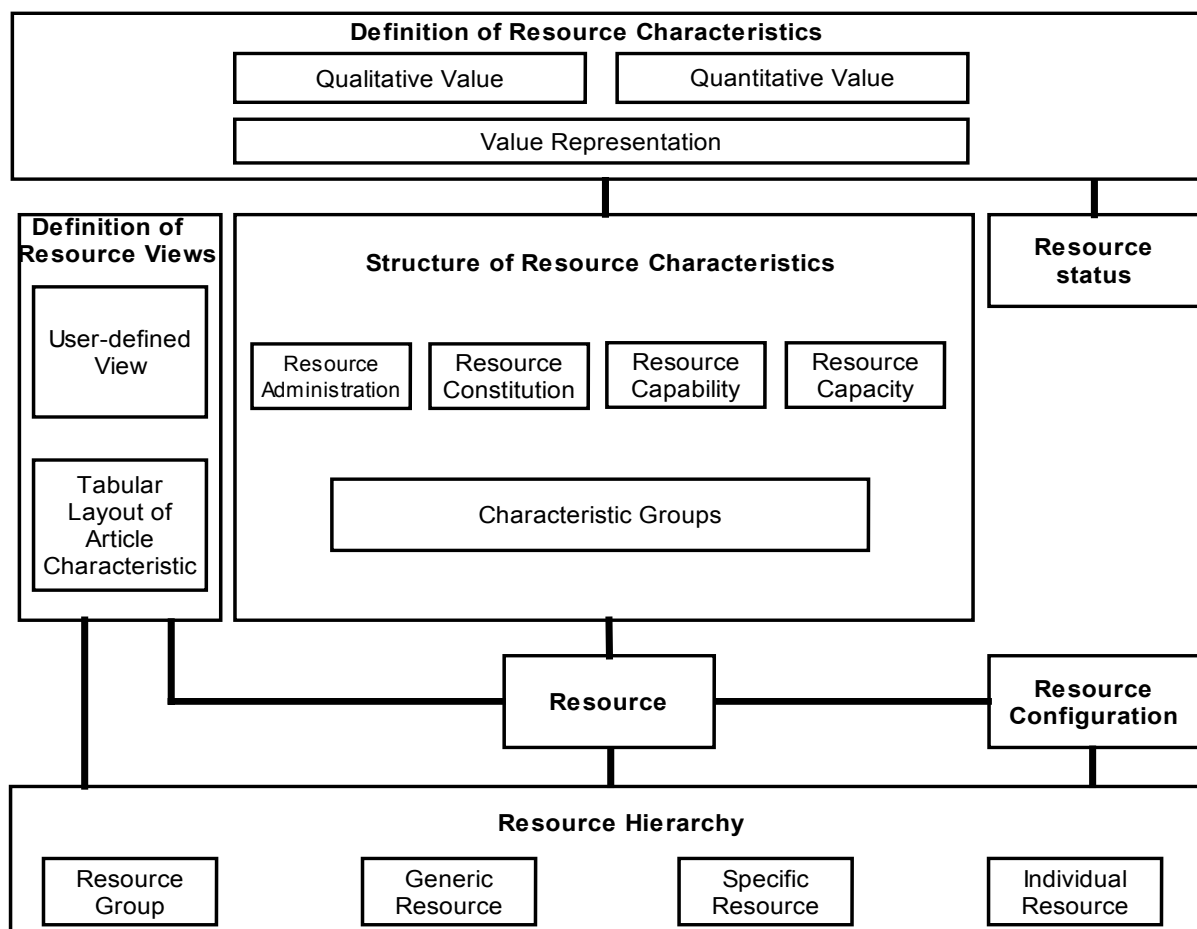 Definition of Resource Characteristics
Qualitative Value
Quantitative Value
Value Representation
Definition of
Resource Views
User-defined
View
Tabular
Layout of
Article
Characteristic
Structure of Resource Characteristics
Resource
Administration
Resource
Constitution
Resource
Capability
Resource
Capacity
Characteristic Groups
Resource
status
Resource
Resource
Configuration
Resource Hierarchy
Resource
Group
Generic
Resource
Specific
Resource
Individual
Resource